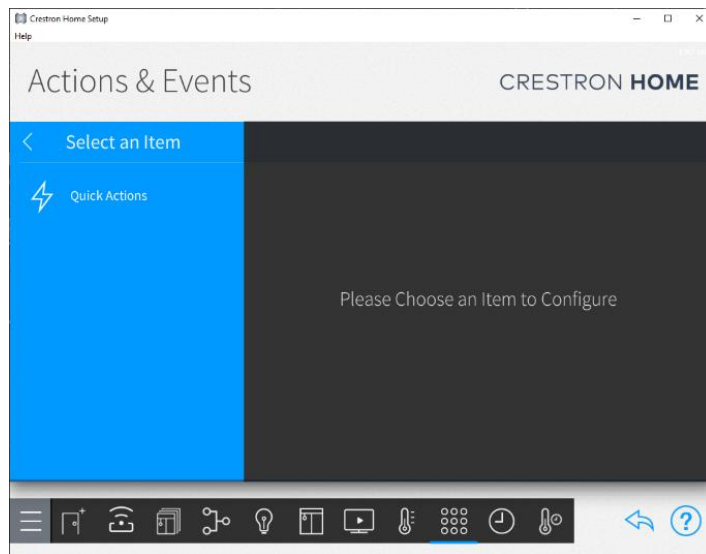 Crestron Home Setup
Help
Actions & Events
CRESTRON HOME
Select an Item
Quick Actions
Please Choose an Item to Configure
?